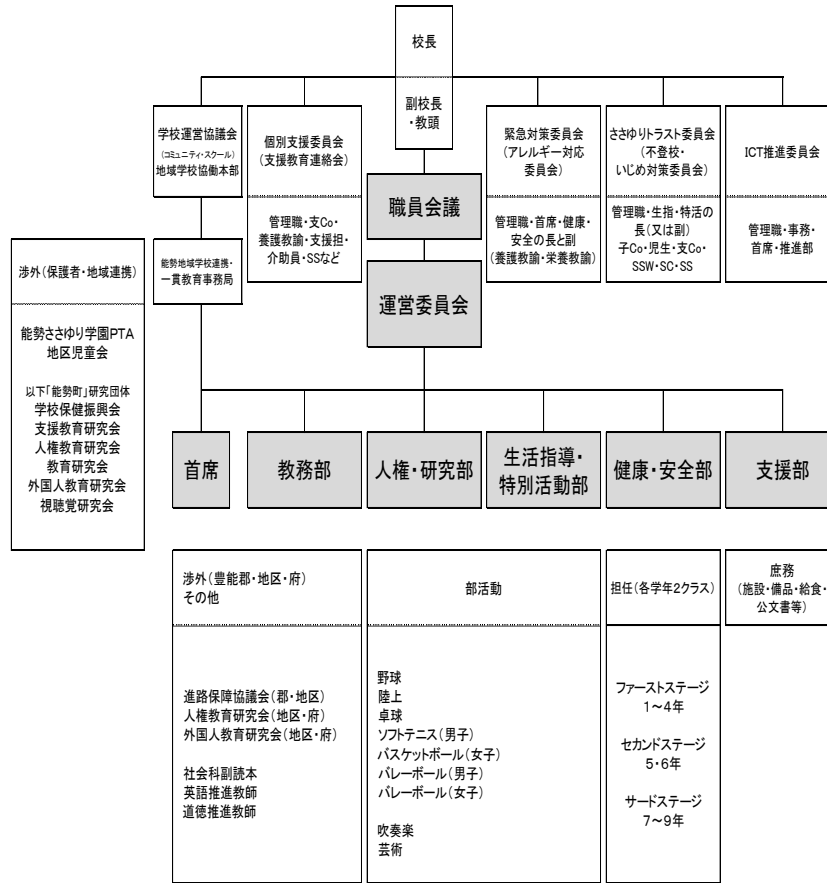 校長
副校長
・教頭
学校運営協議会
(コミュニティ・スクール)
地域学校協働本部
個別支援委員会
(支援教育連絡会)
緊急対策委員会
(アレルギー対応
委員会)
ささゆりトラスト委員会
(不登校・
いじめ対策委員会)
ICT推進委員会
職員会議
管理職・支Co・
養護教諭・支援担・
介助員・SSなど
管理職・首席・健康・
安全の長と副
(養護教諭・栄養教諭)
管理職・生指・特活の
長(又は副)
子Co・児生・支Co・
SSW・SC・SS
管理職・事務・
首席・推進部
能勢地域学校連携・
一貫教育事務局
運営委員会
渉外(保護者・地域連携)
能勢ささゆり学園PTA
地区児童会
以下「能勢町」研究団体
学校保健振興会
支援教育研究会
人権教育研究会
教育研究会
外国人教育研究会
視聴覚研究会
首席
教務部
人権・研究部
生活指導・
特別活動部
健康・安全部
支援部
渉外(豊能郡・地区・府)
その他
部活動
担任(各学年2クラス)
庶務
(施設・備品・給食・
公文書等)
進路保障協議会(郡・地区)
人権教育研究会(地区・府)
外国人教育研究会(地区・府)
社会科副読本
英語推進教師
道徳推進教師
野球
陸上
卓球
ソフトテニス(男子)
バスケットボール(女子)
バレーボール(男子)
バレーボール(女子)
吹奏楽
芸術
ファーストステージ
1~4年
セカンドステージ
5・6年
サードステージ
7~9年